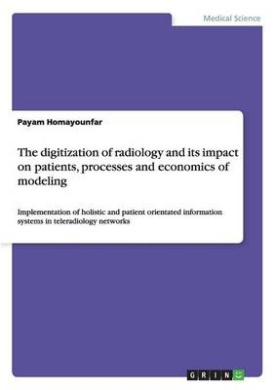 Medical Science
Payam Homayounfar
The digitization of radiology and its impact
on patients, processes and economics of
modeling
Implementation of holistic and patient orientated information
systems in teleradiology networks
G R I N